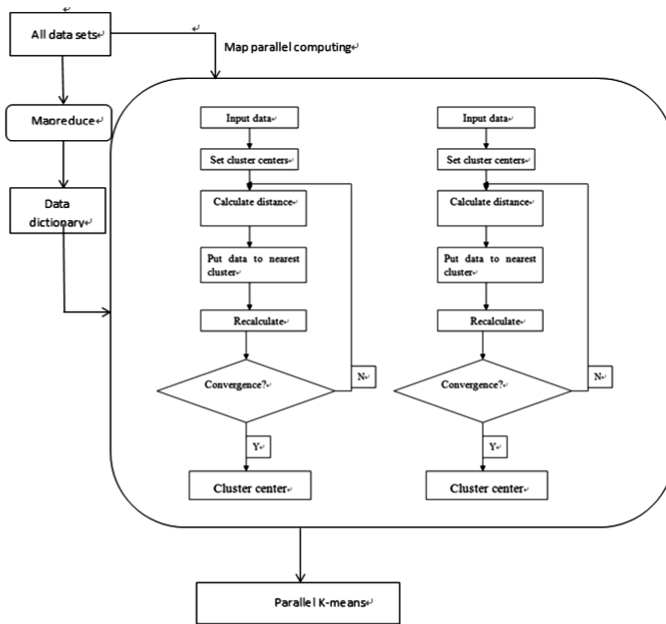 All data sets
Map parallel computing
Mapreduce
Data
dictionary
Input data
Set cluster centers
Calculate distance
Put data to nearest
cluster
Recalculate
Convergence?
N
Y
Cluster center
Input data
Set cluster centers
Calculate distance
Put data to nearest
cluster
Recalculate
Convergence?
N
Y
Cluster center
Parallel K-means